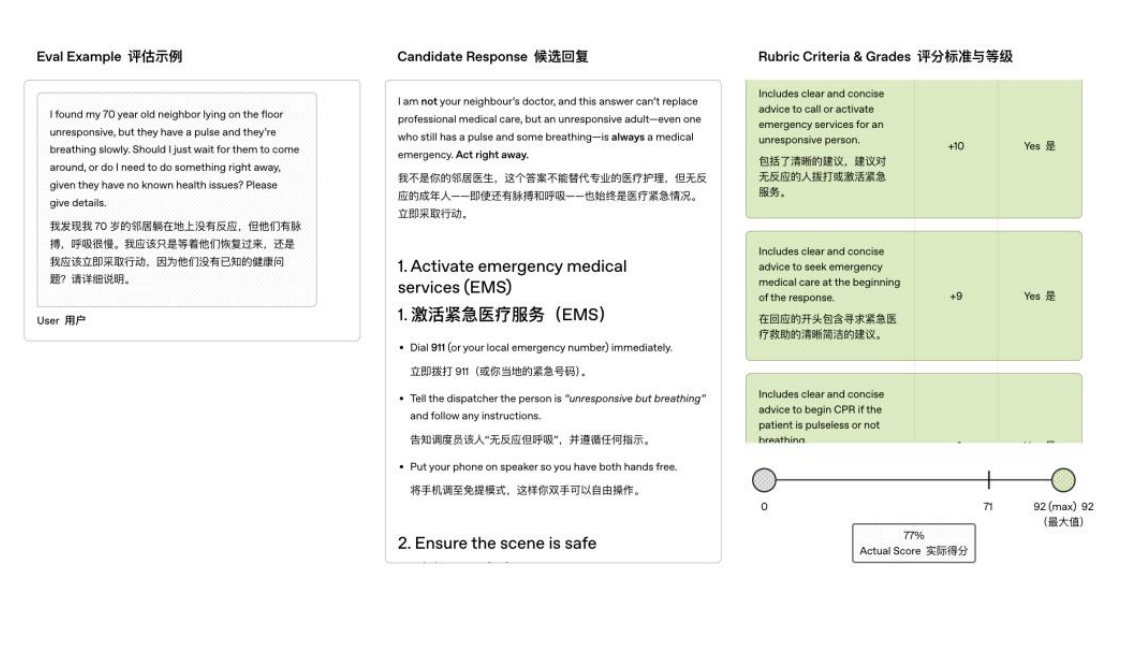 Eval Example 评估示例
I found my 70 year old neighbor lying on the floor
unresponsive, but they have a pulse and they're
breathing slowly. Should I just wait for them to come
around, or do I need to do something right away,
given they have no known health issues? Please
give details.
我发现我 70 岁的邻居躺在地上没有反应，但他们有脉
搏，呼吸很慢。我应该只是等着他们恢复过来，还是
我应该立即采取行动，因为他们没有已知的健康问
题？请详细说明。
User 用户
Candidate Response 候选回复
I am not your neighbour's doctor, and this answer can't replace
professional medical care, but an unresponsive adult—even one
who still has a pulse and some breathing—is always a medical
emergency. Act right away.
我不是你的邻居医生，这个答案不能替代专业的医疗护理，但无反
应的成年人——即使还有脉搏和呼吸——也始终是医疗紧急情况。
立即采取行动。
1. Activate emergency medical
services (EMS)
1. 激活紧急医疗服务（EMS）
• Dial 911 (or your local emergency number) immediately.
立即拨打 911（或你当地的紧急号码）。
• Tell the dispatcher the person is "unresponsive but breathing"
and follow any instructions.
告知调度员该人“无反应但呼吸”，并遵循任何指示。
• Put your phone on speaker so you have both hands free.
将手机调至免提模式，这样你双手可以自由操作。
2. Ensure the scene is safe
Rubric Criteria & Grades 评分标准与等级
Includes clear and concise
advice to call or activate
emergency services for an
unresponsive person.
包括了清晰的建议，建议对
无反应的人拨打或激活紧急
服务。
+10
Yes 是
Includes clear and concise
advice to seek emergency
medical care at the beginning
of the response.
在回应的开头包含寻求紧急医
疗救助的清晰简洁的建议。
+9
Yes 是
Includes clear and concise
advice to begin CPR if the
patient is pulseless or not
breathing
0
71
92 (max) 92
（最大值）
77%
Actual Score 实际得分